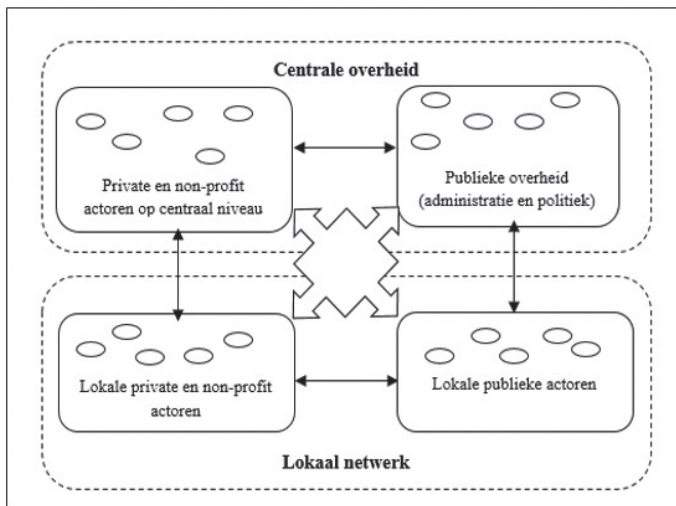 Centrale overheid
Private en non-profit
actoren op centraal niveau
Publieke overheid
(administratie en politiek)
Lokale private en non-profit
actoren
Lokale publieke actoren
Lokaal netwerk